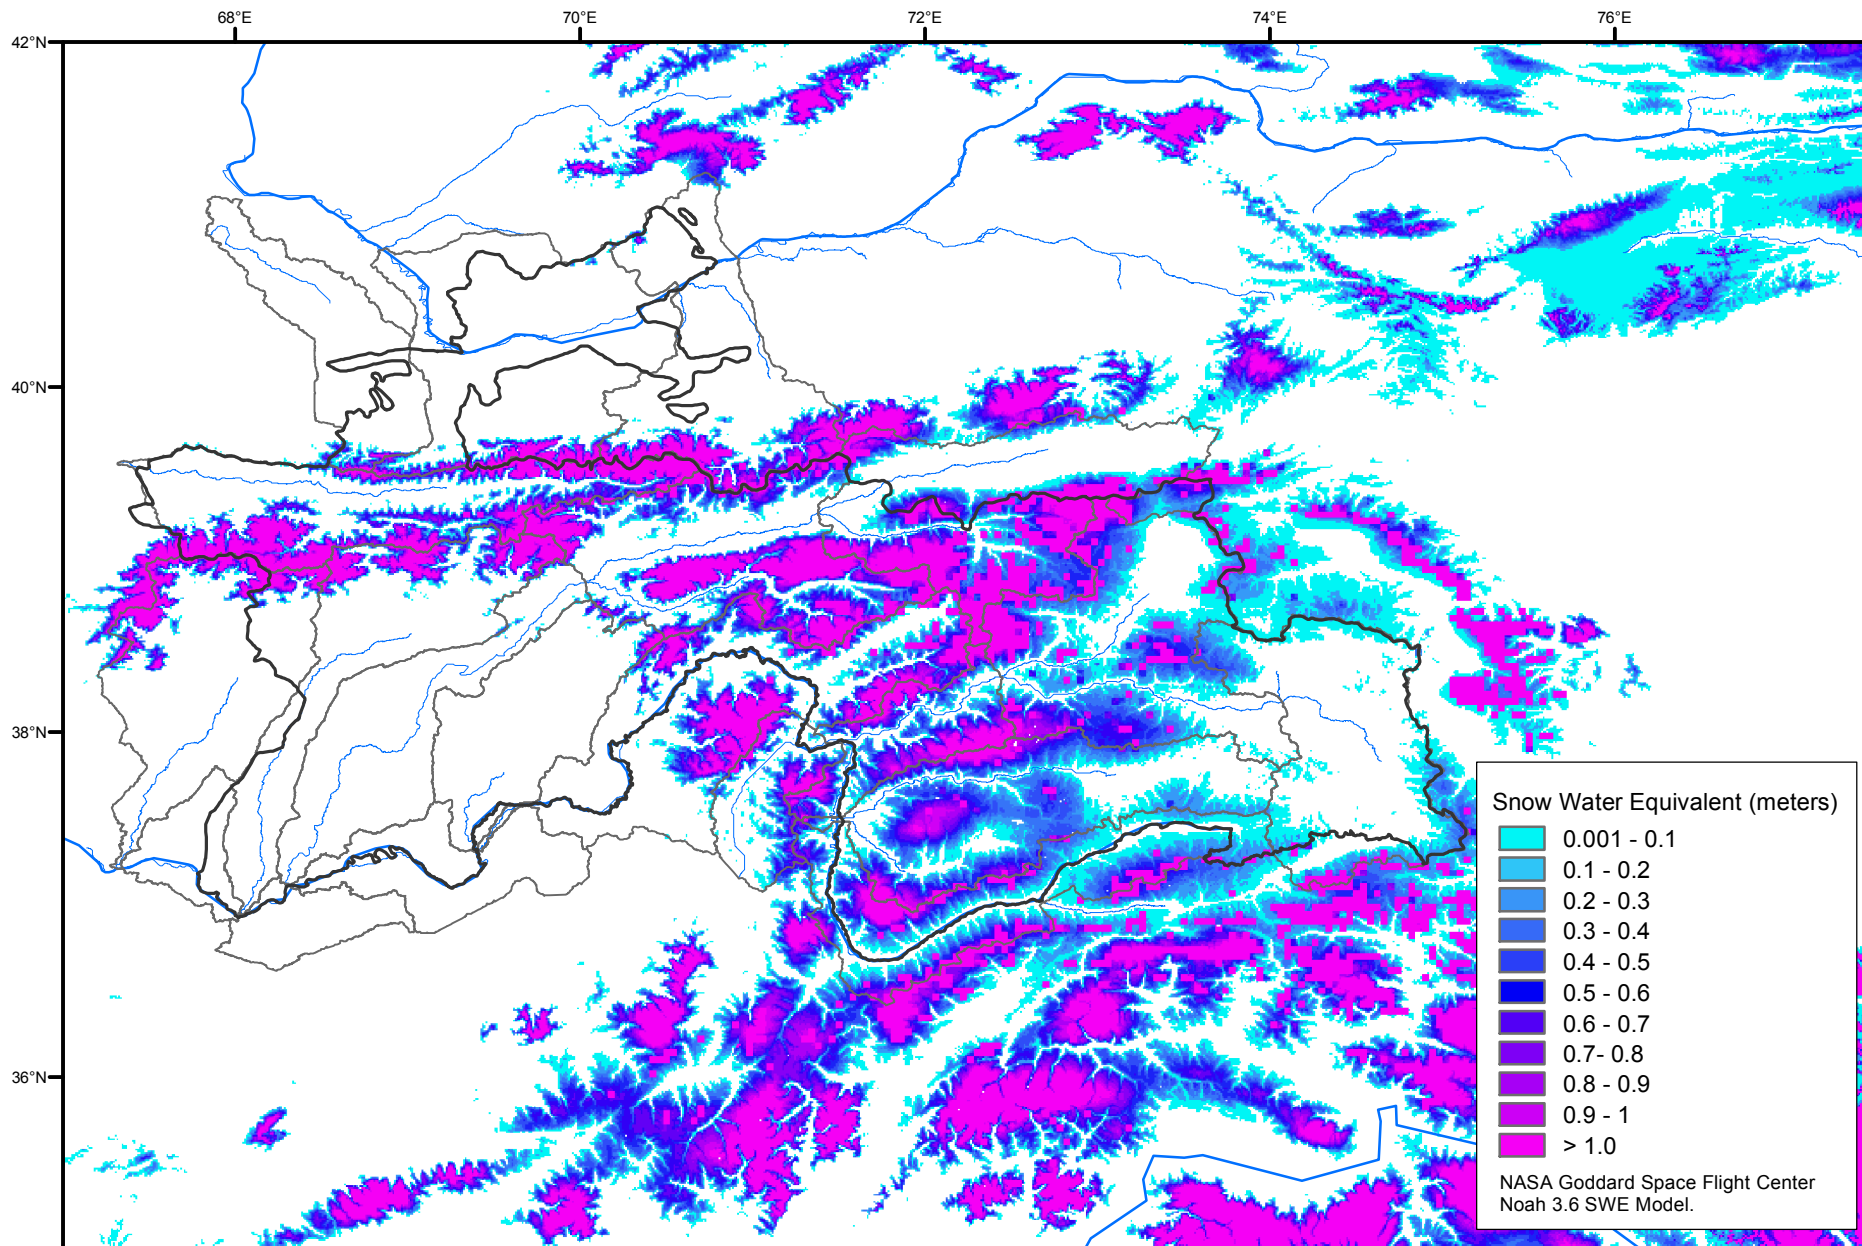 68°E
70°E
72°E
74°E
76°E
42°N
40°N
38°N
36°N
Snow Water Equivalent (meters)
0.001 - 0.1
0.1 - 0.2
0.2 - 0.3
0.3 - 0.4
0.4 - 0.5
0.5 - 0.6
0.6 - 0.7
0.7- 0.8
0.8 - 0.9
0.9 - 1
> 1.0
NASA Goddard Space Flight Center
Noah 3.6 SWE Model.